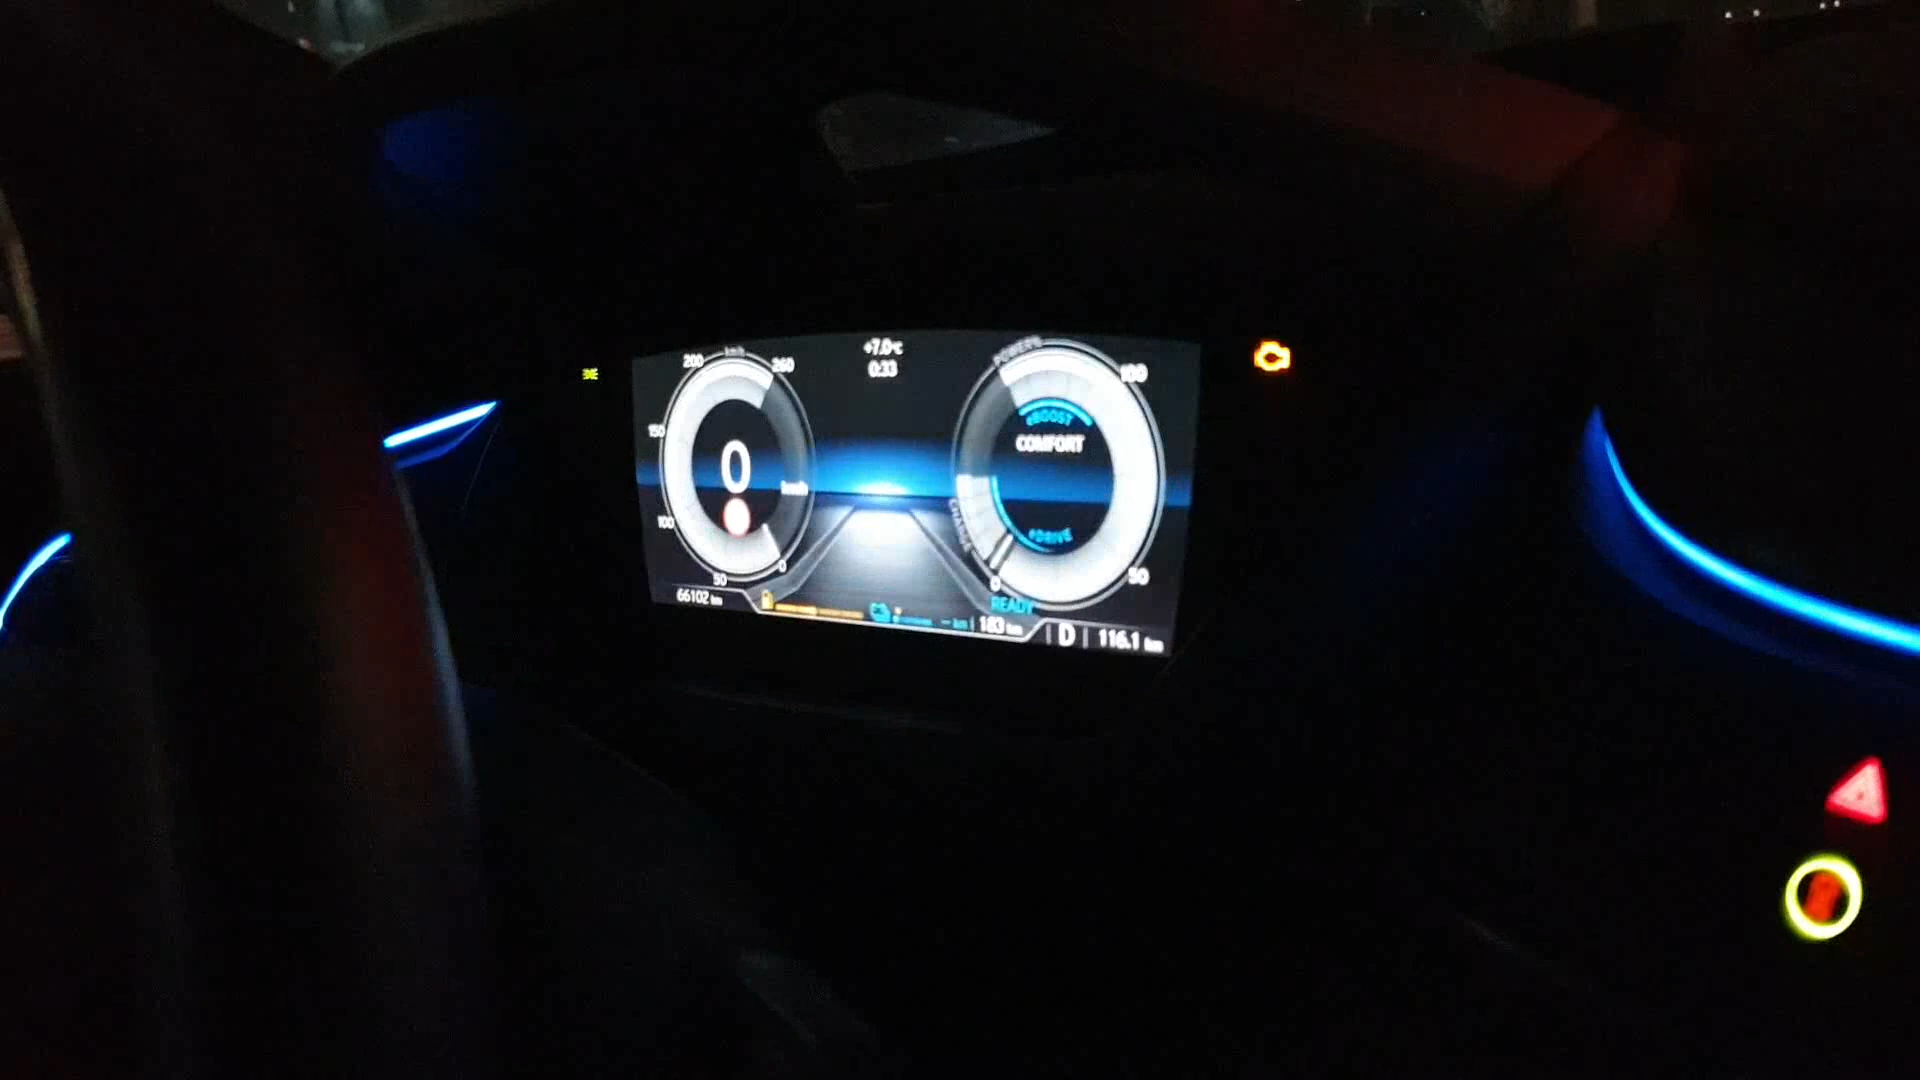 200
km/h
260
150
100
50
0
0
km/h
+7.0°C
0:33
POWER%
100
eBOOST
COMFORT
CHARGE
eDRIVE
0
50
READY
66102 km
-- km
183 km
D
116.1 km